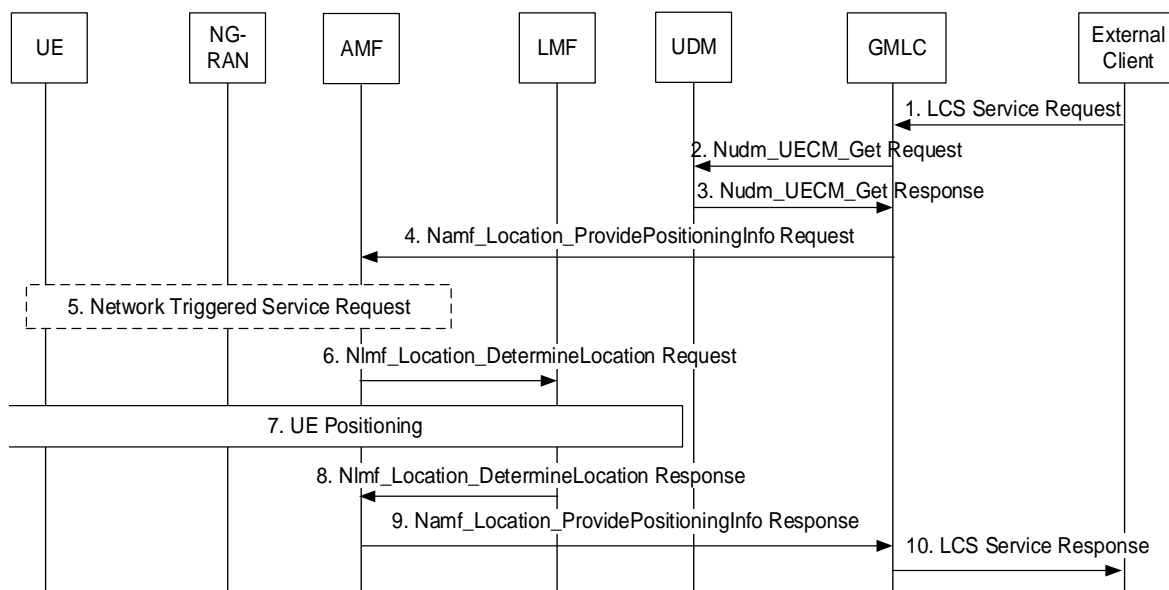 UE
NG-
RAN
AMF
LMF
UDM
GMLC
External
Client
1. LCS Service Request
2. Nudm_UECM_Get Request
3. Nudm_UECM_Get Response
4. Namf_Location_ProvidePositioningInfo Request
5. Network Triggered Service Request
6. Nlmf_Location_DetermineLocation Request
7. UE Positioning
8. Nlmf_Location_DetermineLocation Response
9. Namf_Location_ProvidePositioningInfo Response
10. LCS Service Response